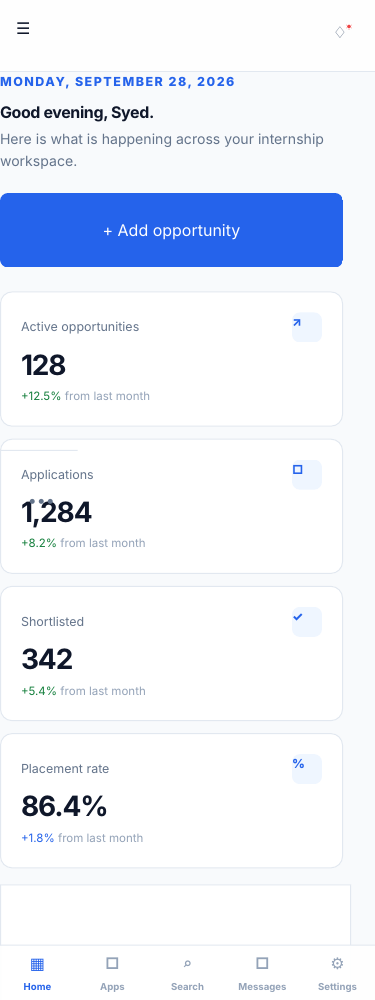 MONDAY, SEPTEMBER 28, 2026
Good evening, Syed.
Here is what is happening across your internship
workspace.
+ Add opportunity
Active opportunities
128
+12.5% from last month
Applications
1,284
+8.2% from last month
Shortlisted
342
+5.4% from last month
Placement rate
%
86.4%
+1.8% from last month
Home
Apps
Search
Messages
Settings